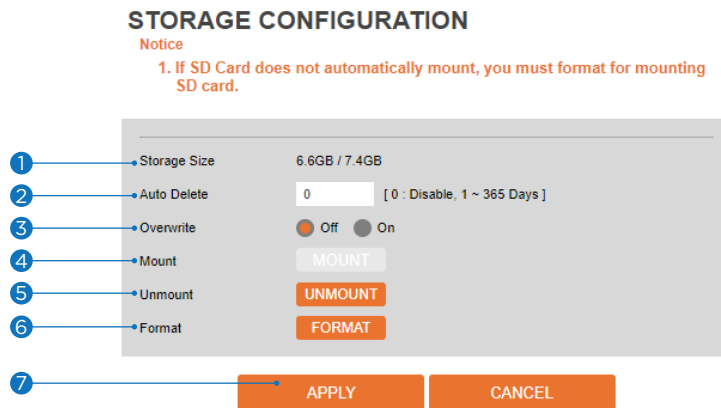 STORAGE CONFIGURATION
Notice
1. If SD Card does not automatically mount, you must format for mounting
SD card.
1 Storage Size 6.6GB / 7.4GB
2 Auto Delete 0 [ 0 : Disable, 1 ~ 365 Days ]
3 Overwrite Off On
4 Mount MOUNT
5 Unmount UNMOUNT
6 Format FORMAT
7 APPLY CANCEL